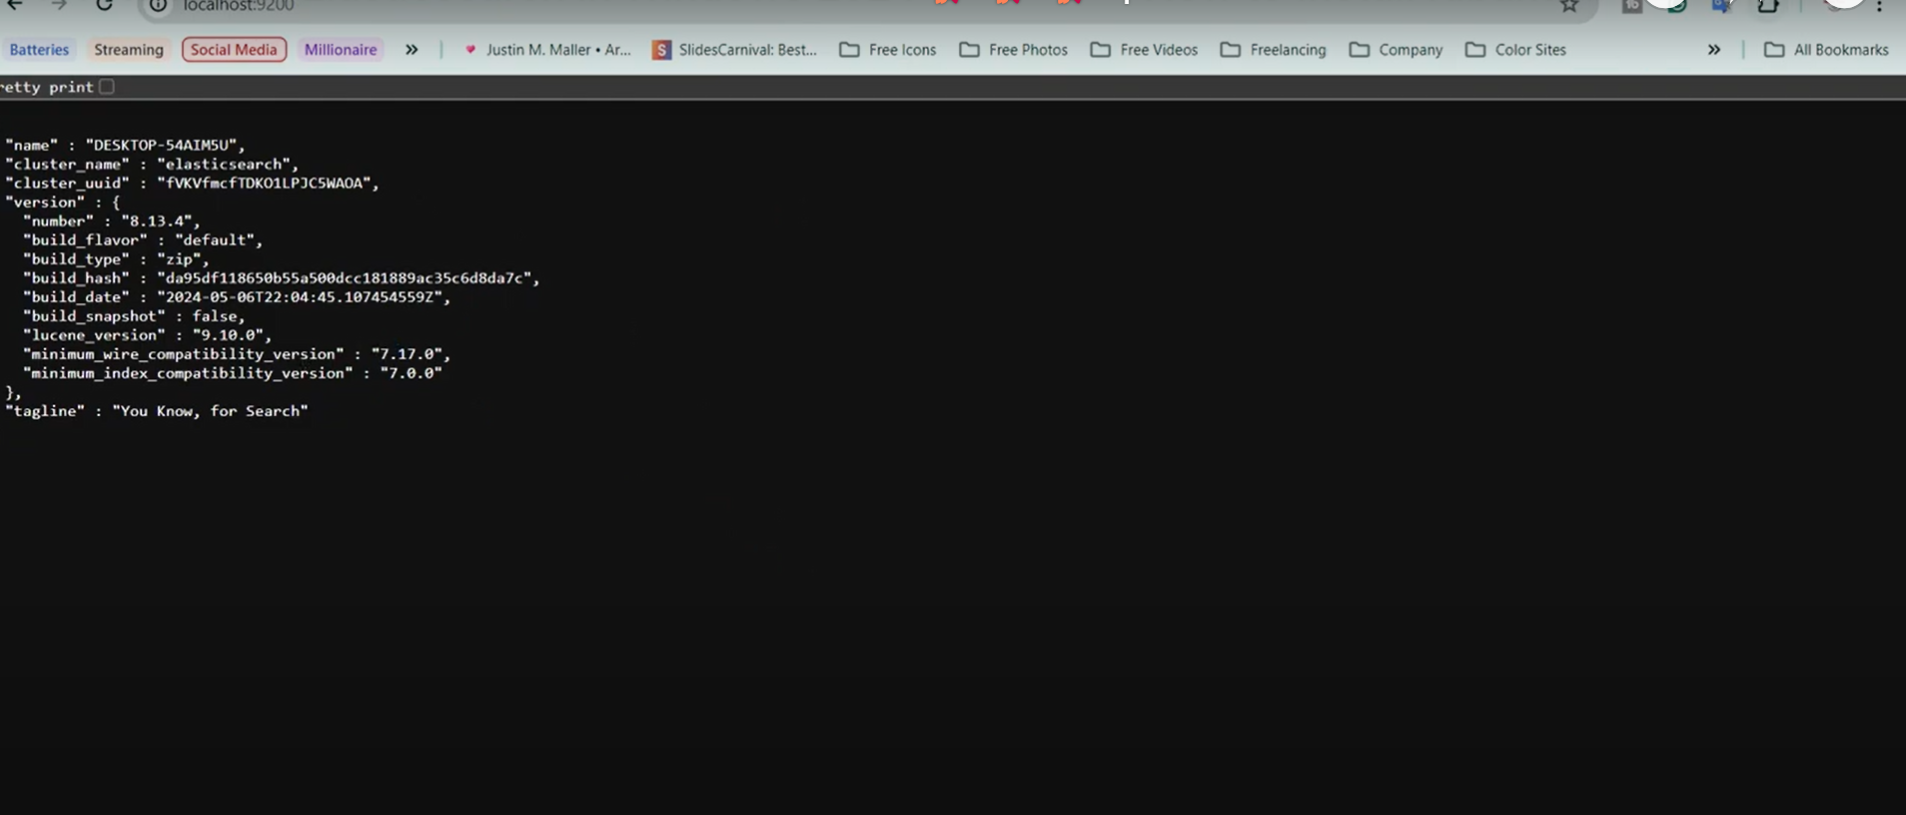 localhost:9200
Batteries Streaming Social Media Millionaire » Justin M. Maller • Ar... SlidesCarnival: Best... Free Icons Free Photos Free Videos Freelancing Company Color Sites » All Bookmarks
retty print
"name" : "DESKTOP-54AIM5U",
"cluster_name" : "elasticsearch",
"cluster_uuid" : "fVKVfmcfTDKO1LPJC5WAOA",
"version" : {
"number" : "8.13.4",
"build_flavor" : "default",
"build_type" : "zip",
"build_hash" : "da95df118650b55a500dcc181889ac35c6d8da7c",
"build_date" : "2024-05-06T22:04:45.107454559Z",
"build_snapshot" : false,
"lucene_version" : "9.10.0",
"minimum_wire_compatibility_version" : "7.17.0",
"minimum_index_compatibility_version" : "7.0.0"
},
"tagline" : "You Know, for Search"